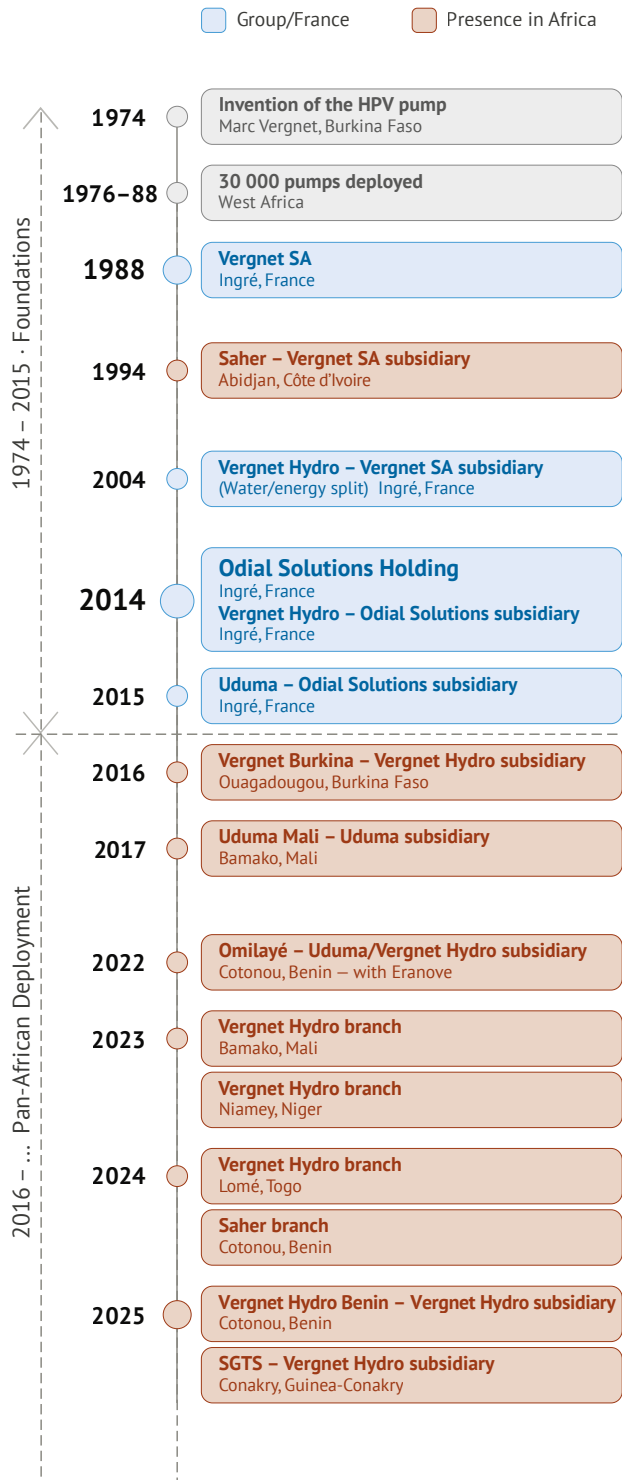 Group/France
Presence in Africa
1974 – 2015 · Foundations
1974
Invention of the HPV pump
Marc Vergnet, Burkina Faso
1976–88
30 000 pumps deployed
West Africa
1988
Vergnet SA
Ingré, France
1994
Saher – Vergnet SA subsidiary
Abidjan, Côte d’Ivoire
2004
Vergnet Hydro – Vergnet SA subsidiary
(Water/energy split) Ingré, France
2014
Odial Solutions Holding
Ingré, France
Vergnet Hydro – Odial Solutions subsidiary
Ingré, France
2015
Uduma – Odial Solutions subsidiary
Ingré, France
2016 – ... Pan-African Deployment
2016
Vergnet Burkina – Vergnet Hydro subsidiary
Ouagadougou, Burkina Faso
2017
Uduma Mali – Uduma subsidiary
Bamako, Mali
2022
Omilayé – Uduma/Vergnet Hydro subsidiary
Cotonou, Benin — with Eranove
2023
Vergnet Hydro branch
Bamako, Mali
Vergnet Hydro branch
Niamey, Niger
2024
Vergnet Hydro branch
Lomé, Togo
Saher branch
Cotonou, Benin
2025
Vergnet Hydro Benin – Vergnet Hydro subsidiary
Cotonou, Benin
SGTS – Vergnet Hydro subsidiary
Conakry, Guinea-Conakry